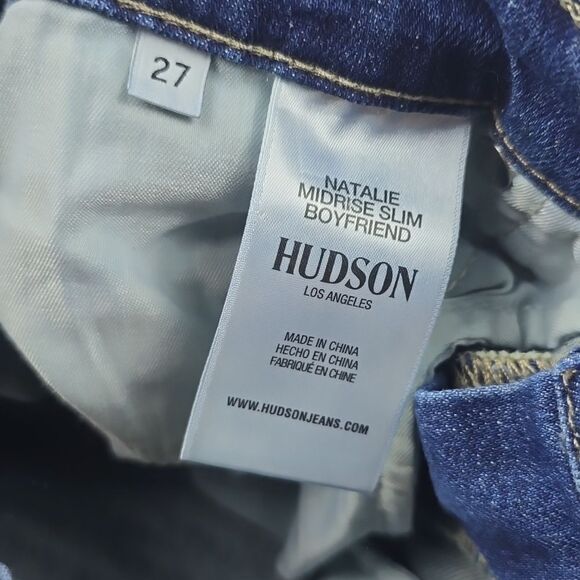 27
NATALIE
MIDRISE SLIM
BOYFRIEND
HUDSON
LOS ANGELES
MADE IN CHINA
HECHO EN CHINA
FABRIQUÉ EN CHINE
WWW.HUDSONJEANS.COM